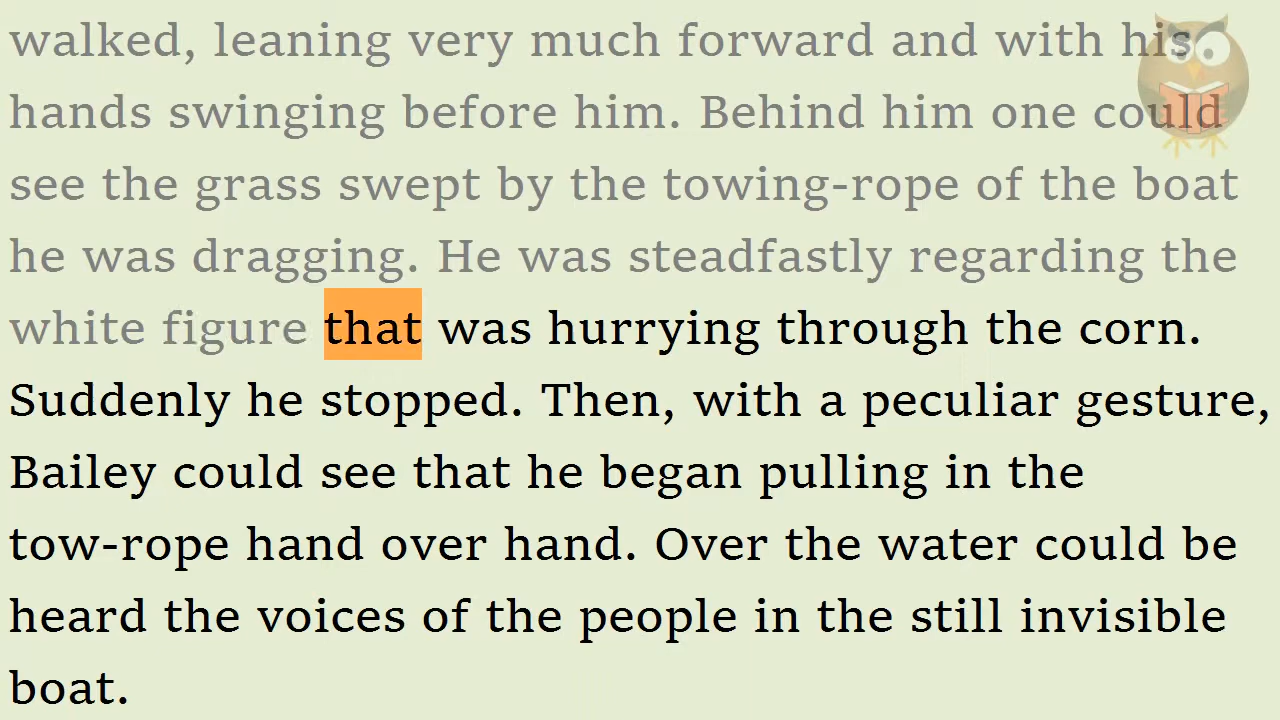 walked, leaning very much forward and with his
hands swinging before him. Behind him one could
see the grass swept by the towing-rope of the boat
he was dragging. He was steadfastly regarding the
white figure that was hurrying through the corn.
Suddenly he stopped. Then, with a peculiar gesture,
Bailey could see that he began pulling in the
tow-rope hand over hand. Over the water could be
heard the voices of the people in the still invisible
boat.